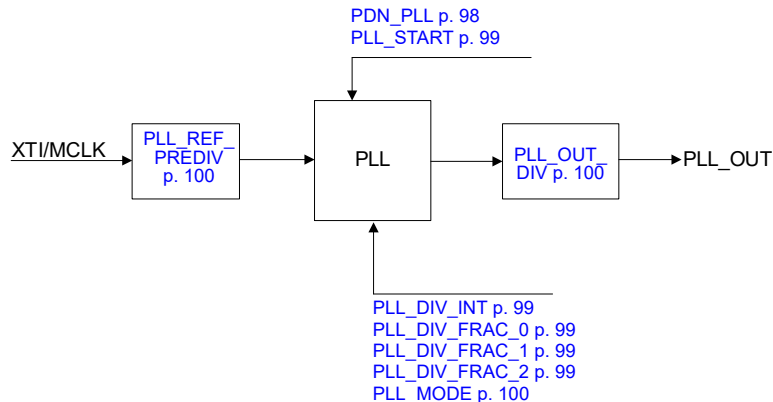 PDN_PLL p. 98
PLL_START p. 99
XTI/MCLK
PLL_REF_
PREDIV
p. 100
PLL
PLL_OUT_
DIV p. 100
PLL_OUT
PLL_DIV_INT p. 99
PLL_DIV_FRAC_0 p. 99
PLL_DIV_FRAC_1 p. 99
PLL_DIV_FRAC_2 p. 99
PLL_MODE p. 100